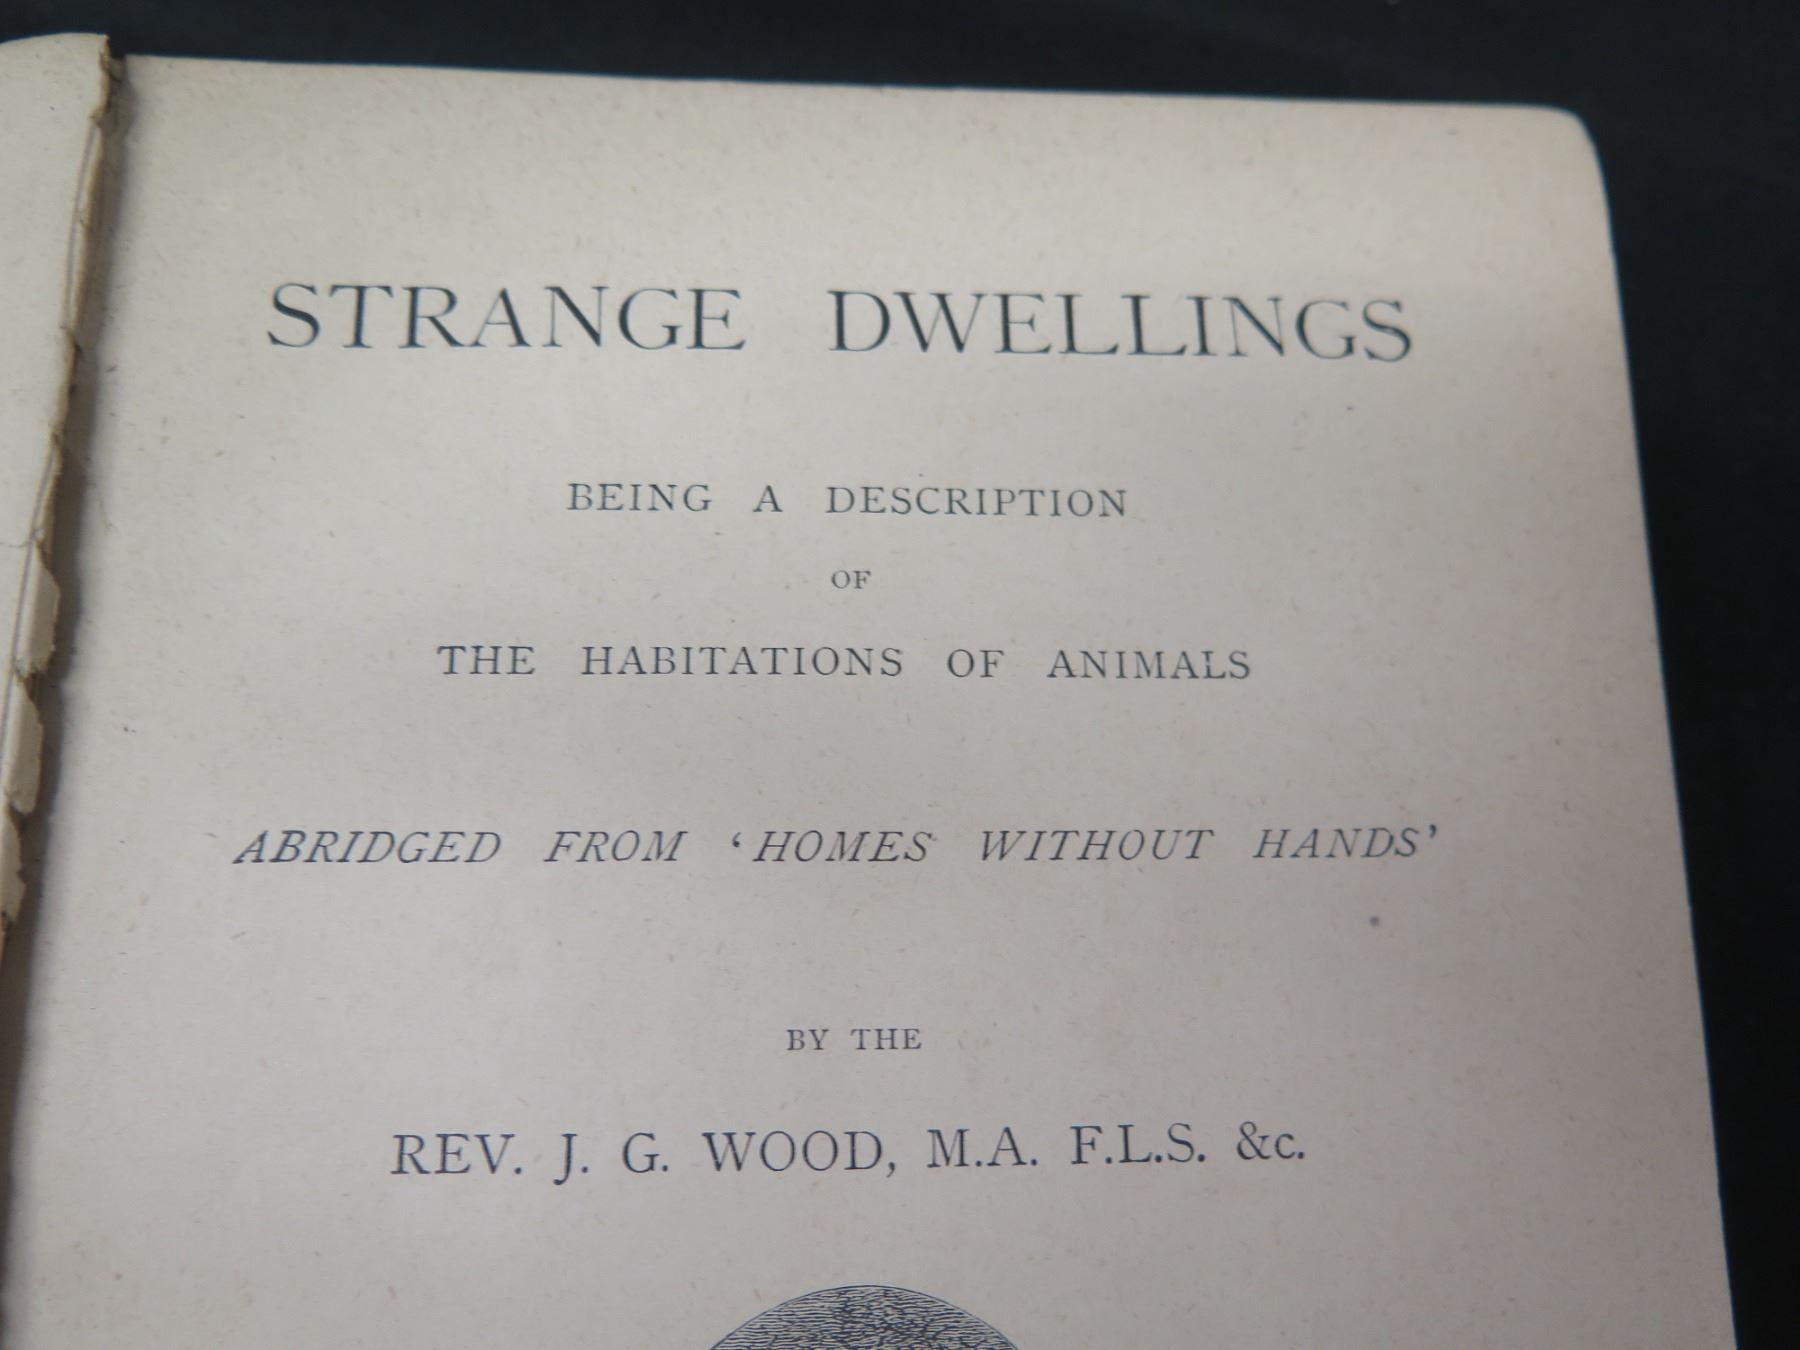 STRANGE DWELLINGS
BEING A DESCRIPTION
OF
THE HABITATIONS OF ANIMALS
ABRIDGED FROM ‘HOMES WITHOUT HANDS’
BY THE
REV. J. G. WOOD, M.A. F.L.S. &c.